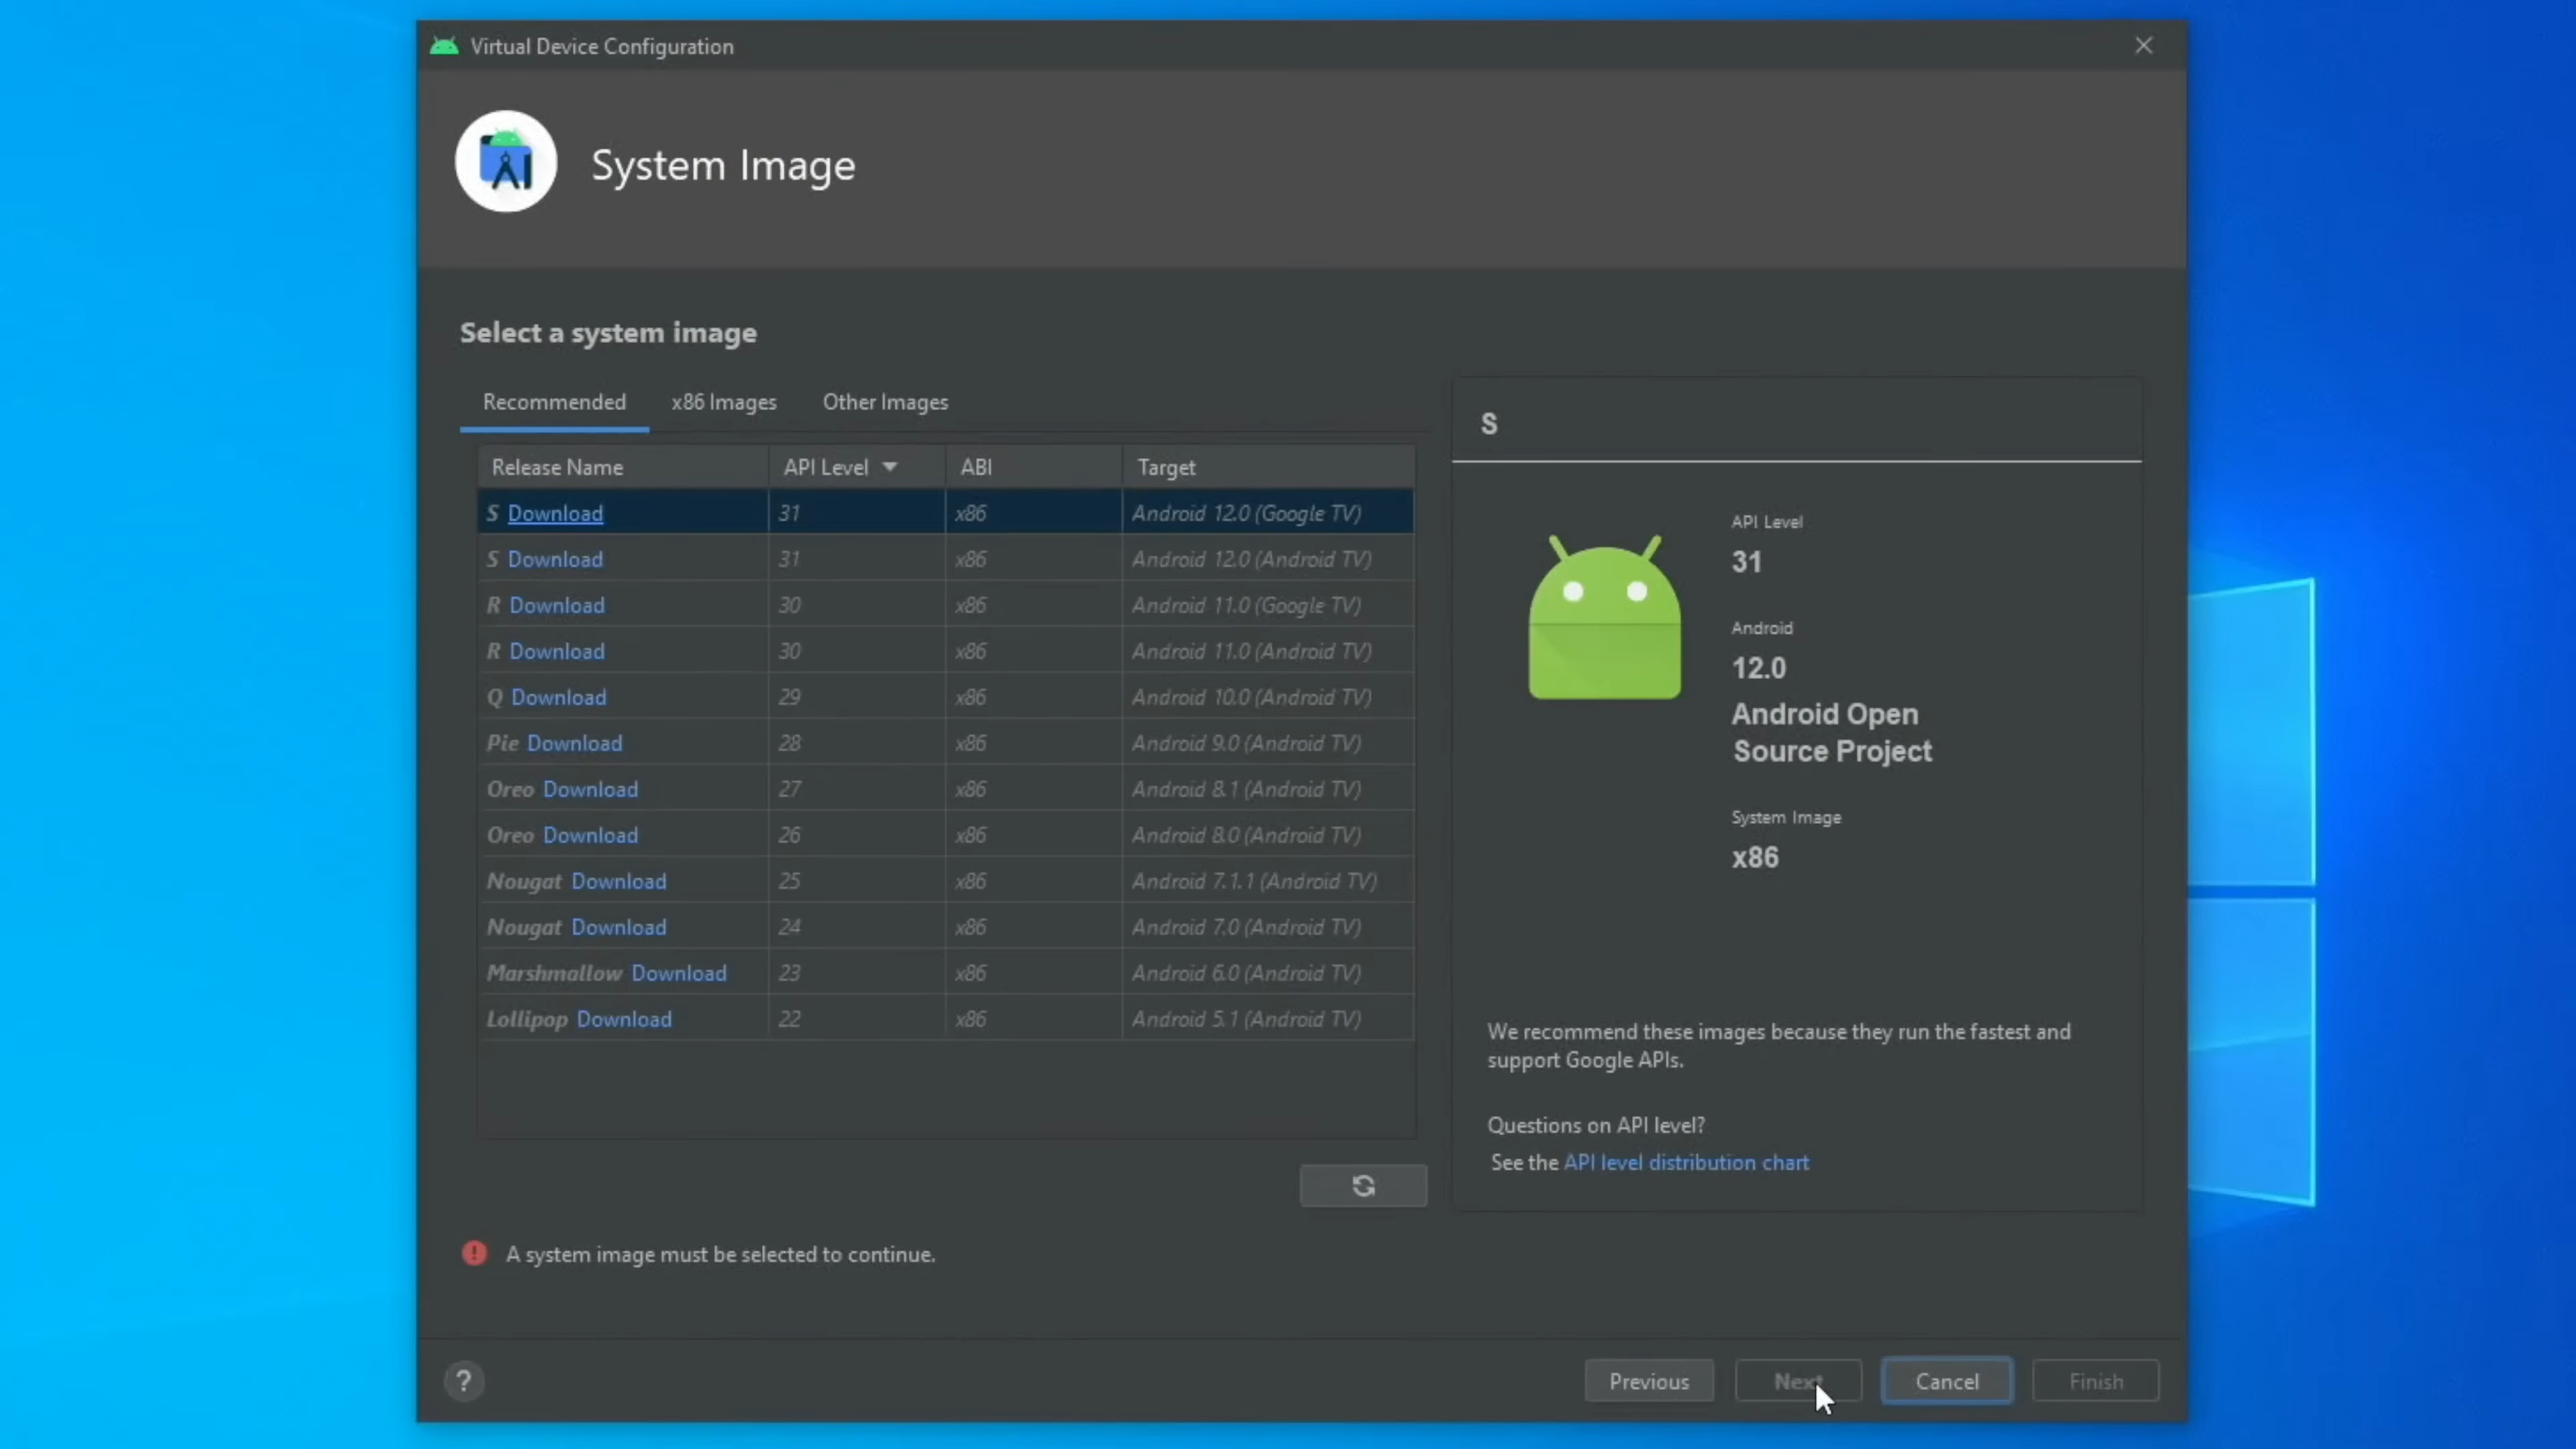 Virtual Device Configuration
System Image
Select a system image
Recommended x86 Images Other Images
Release Name API Level ABI Target
S Download 31 x86 Android 12.0 (Google TV)
S Download 31 x86 Android 12.0 (Android TV)
R Download 30 x86 Android 11.0 (Google TV)
R Download 30 x86 Android 11.0 (Android TV)
Q Download 29 x86 Android 10.0 (Android TV)
Pie Download 28 x86 Android 9.0 (Android TV)
Oreo Download 27 x86 Android 8.1 (Android TV)
Oreo Download 26 x86 Android 8.0 (Android TV)
Nougat Download 25 x86 Android 7.1.1 (Android TV)
Nougat Download 24 x86 Android 7.0 (Android TV)
Marshmallow Download 23 x86 Android 6.0 (Android TV)
Lollipop Download 22 x86 Android 5.1 (Android TV)
S
API Level
31
Android
12.0
Android Open
Source Project
System Image
x86
We recommend these images because they run the fastest and
support Google APIs.
Questions on API level?
See the API level distribution chart
A system image must be selected to continue.
? Previous Next Cancel Finish